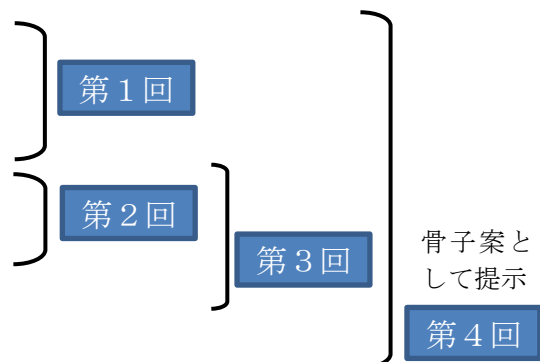 第１回
第２回
第３回
骨子案と
して提示
第４回